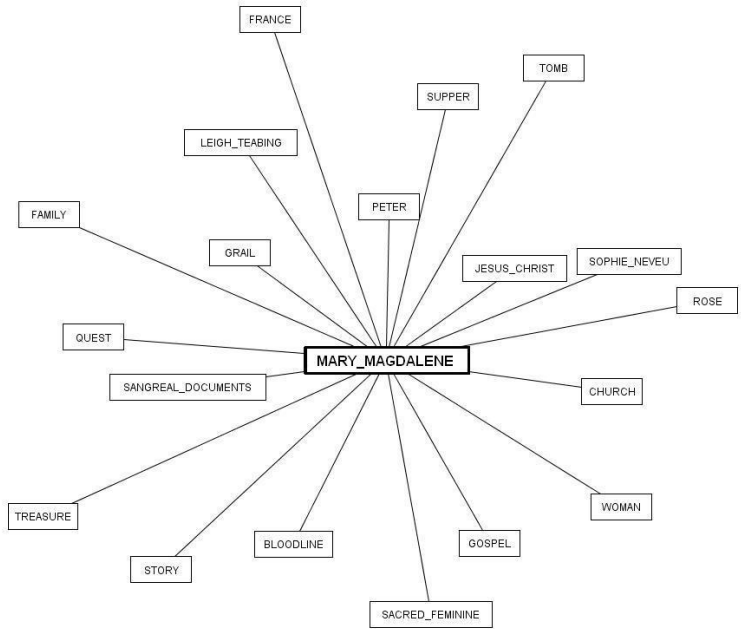 FRANCE
TOMB
SUPPER
LEIGH_TEABING
PETER
FAMILY
GRAIL
JESUS_CHRIST
SOPHIE_NEVEU
ROSE
QUEST
MARY_MAGDALENE
SANGREAL_DOCUMENTS
CHURCH
TREASURE
WOMAN
BLOODLINE
GOSPEL
STORY
SACRED_FEMININE